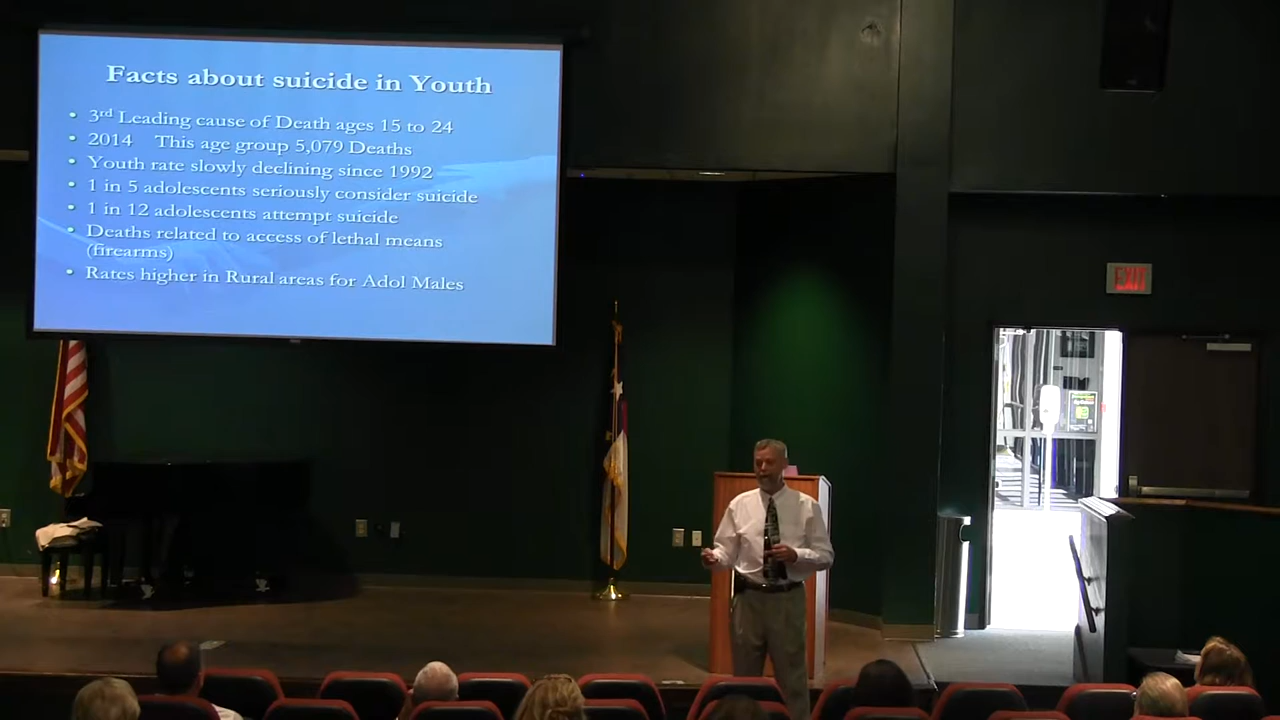 Facts about suicide in Youth
• 3rd Leading cause of Death ages 15 to 24
• 2014 This age group 5,079 Deaths
• Youth rate slowly declining since 1992
• 1 in 5 adolescents seriously consider suicide
• 1 in 12 adolescents attempt suicide
• Deaths related to access of lethal means
(firearms)
• Rates higher in Rural areas for Adol Males
EXIT